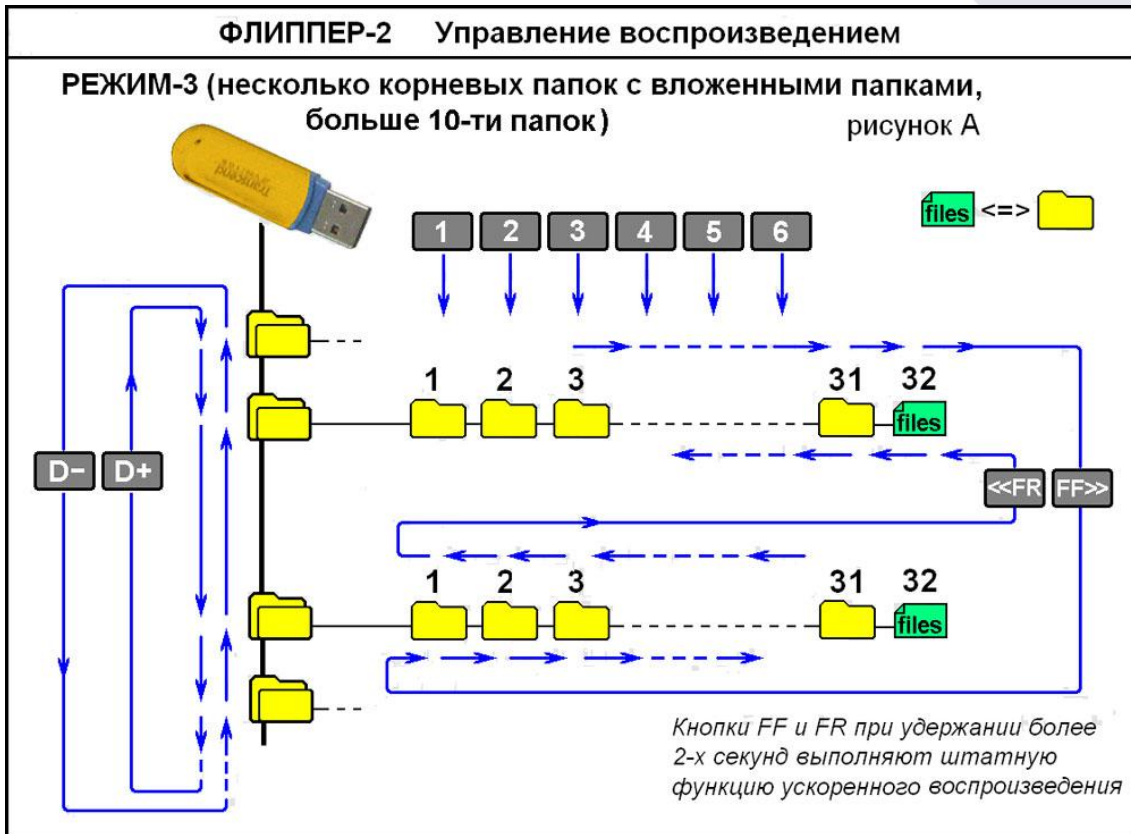 ФЛИППЕР-2 Управление воспроизведением
РЕЖИМ-3 (несколько корневых папок с вложенными папками,
больше 10-ти папок)
рисунок А
Transcend
files <=>
1 2 3 4 5 6
1 2 3 31 32
files
D- D+
<<FR FF>>
1 2 3 31 32
files
Кнопки FF и FR при удержании более
2-х секунд выполняют штатную
функцию ускоренного воспроизведения